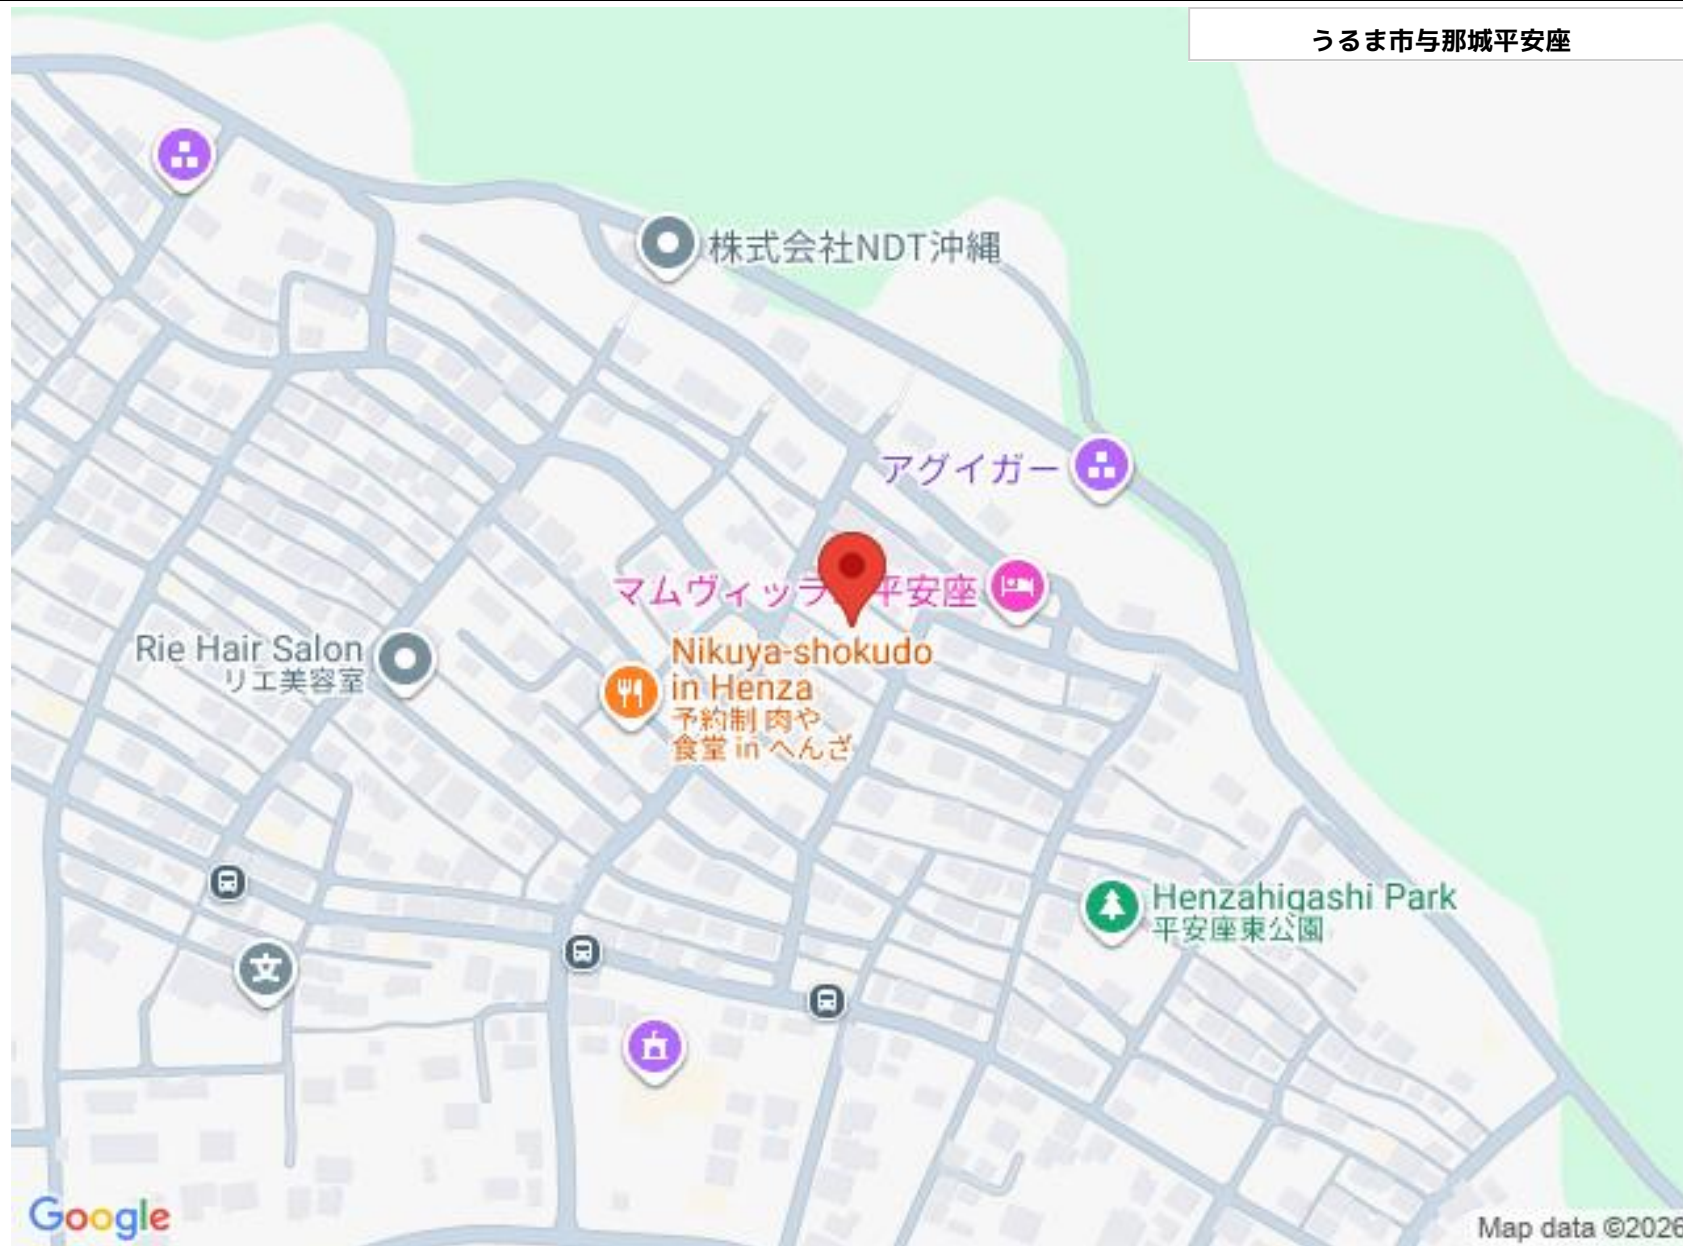 うるま市与那城平安座
株式会社NDT沖縄
アグイガー
マムヴィッラ 平安座
Nikuya-shokudo
in Henza
予約制 肉や
食堂 in へんざ
Rie Hair Salon
リエ美容室
Henzahigashi Park
平安座東公園
文
Google
Map data ©2026